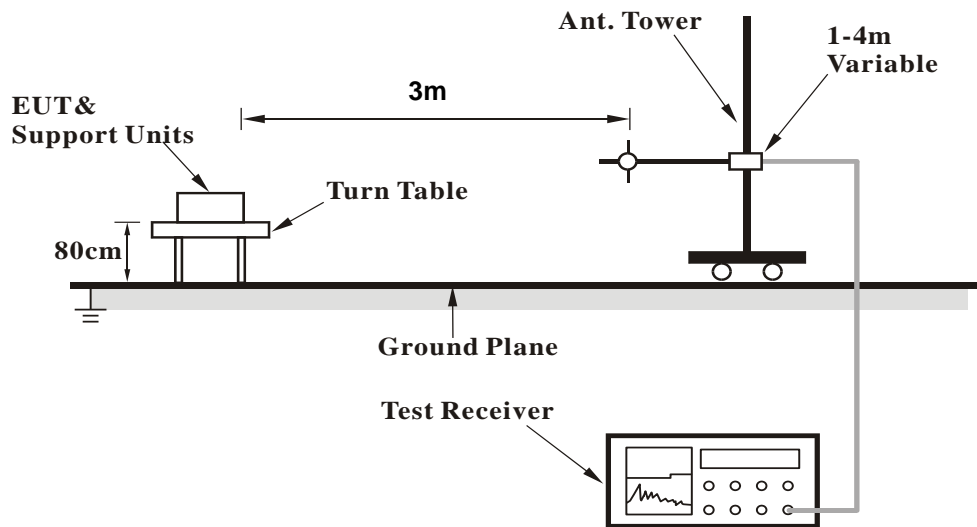 Ant. Tower
1-4m
Variable
3m
EUT&
Support Units
Turn Table
80cm
Ground Plane
Test Receiver